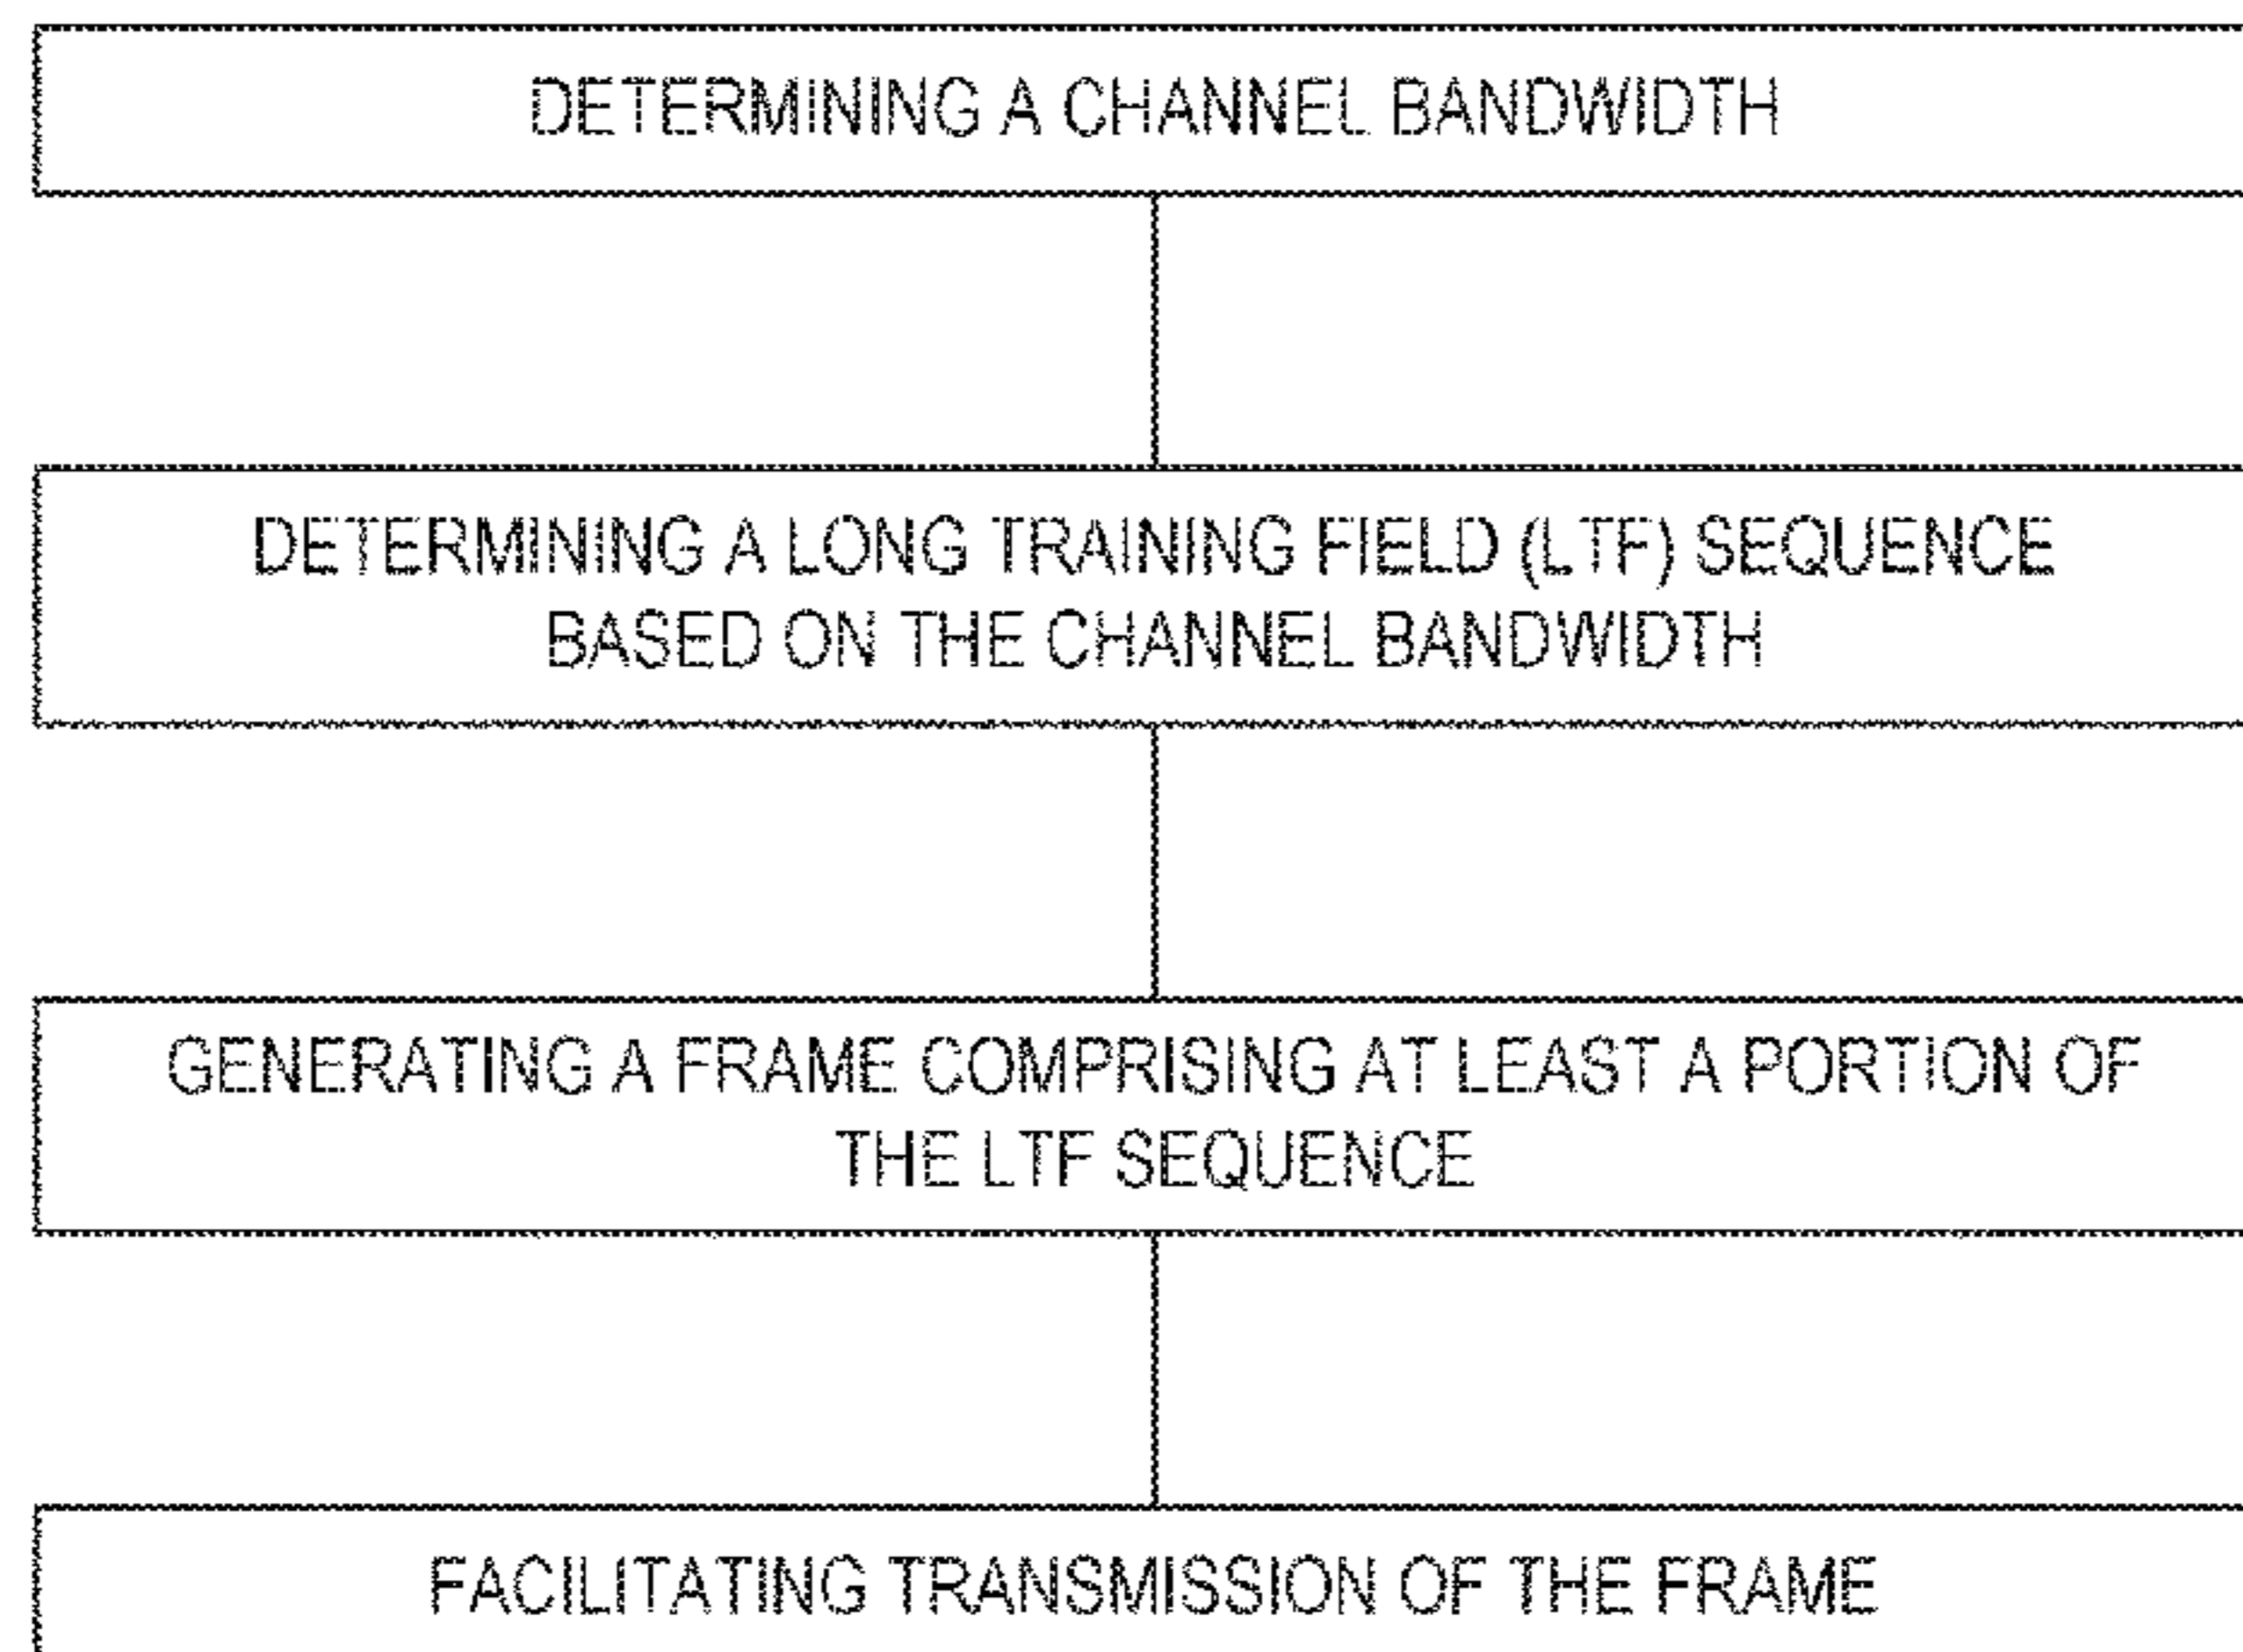 DETERMINING A CHANNEL BANDWIDTH
DETERMINING A LONG TRAINING FIELD (LTF) SEQUENCE
BASED ON THE CHANNEL BANDWIDTH
GENERATING A FRAME COMPRISING AT LEAST A PORTION OF
THE LTF SEQUENCE
FACILITATING TRANSMISSION OF THE FRAME